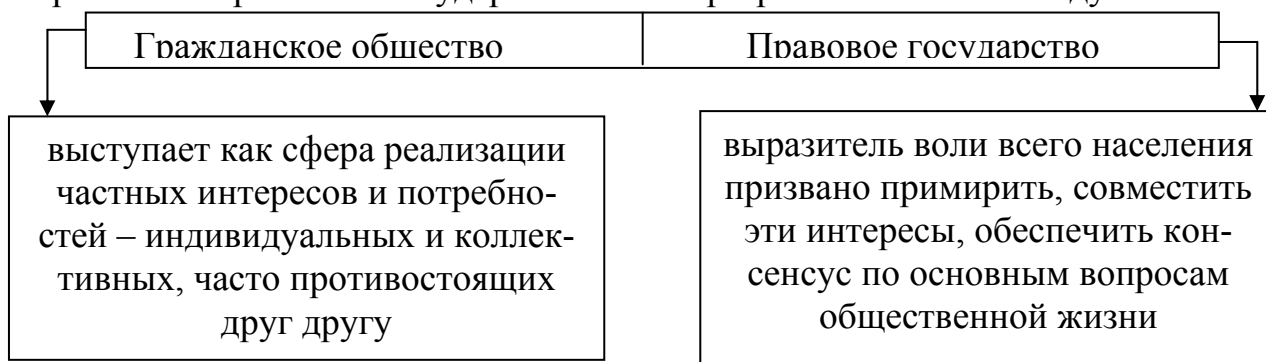 Гражданское общество
Правовое государство
выступает как сфера реализации
частных интересов и потребно-
стей – индивидуальных и коллек-
тивных, часто противостоящих
друг другу
выразитель воли всего населения
призвано примирить, совместить
эти интересы, обеспечить кон-
сенсус по основным вопросам
общественной жизни